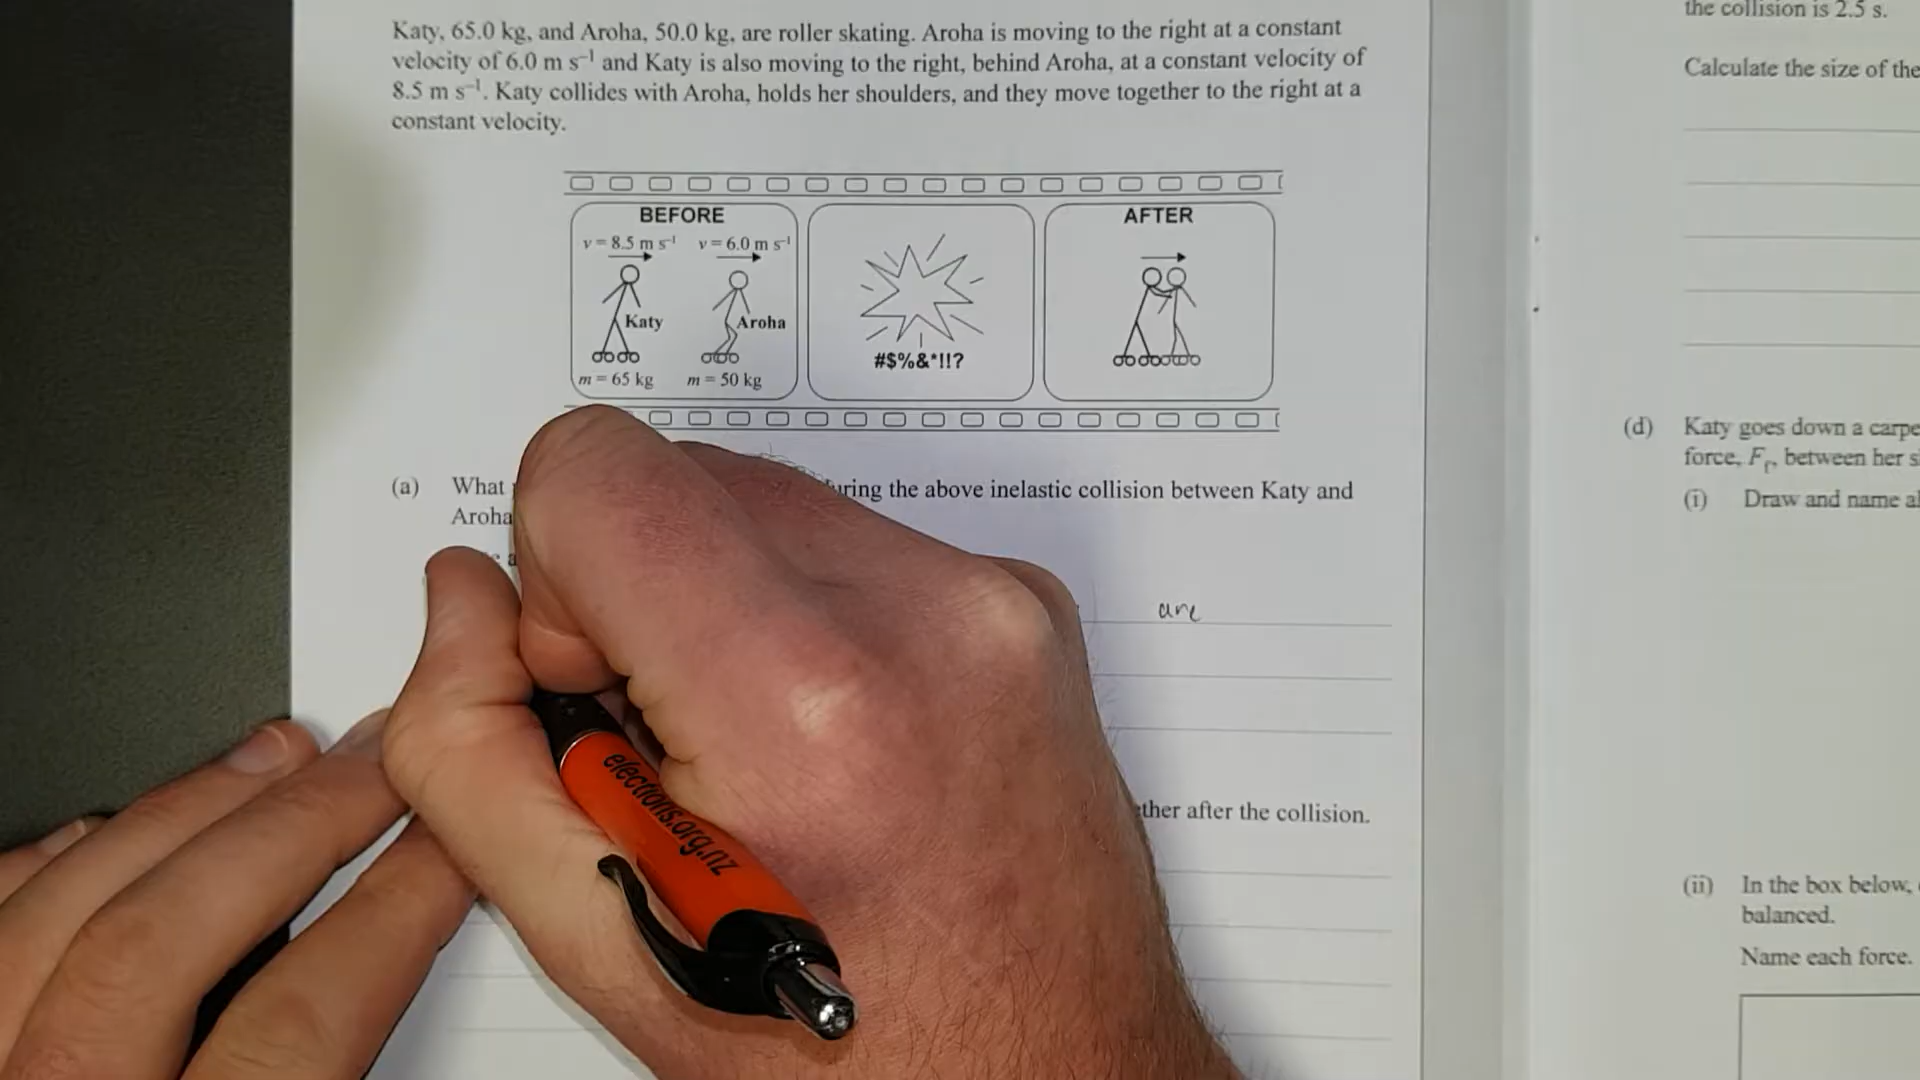 Katy, 65.0 kg, and Aroha, 50.0 kg, are roller skating. Aroha is moving to the right at a constant
velocity of 6.0 m s⁻¹ and Katy is also moving to the right, behind Aroha, at a constant velocity of
8.5 m s⁻¹. Katy collides with Aroha, holds her shoulders, and they move together to the right at a
constant velocity.
BEFORE
v = 8.5 m s⁻¹ v = 6.0 m s⁻¹
Katy
Aroha
m = 65 kg m = 50 kg
#$%&*!!?
AFTER
(a) What
during the above inelastic collision between Katy and
Aroha
are
elections.org.nz
after the collision.
the collision is 2.5 s.
Calculate the size of the
(d) Katy goes down a
force, Ff, between her
(i) Draw and name
(ii) In the box below,
balanced.
Name each force.